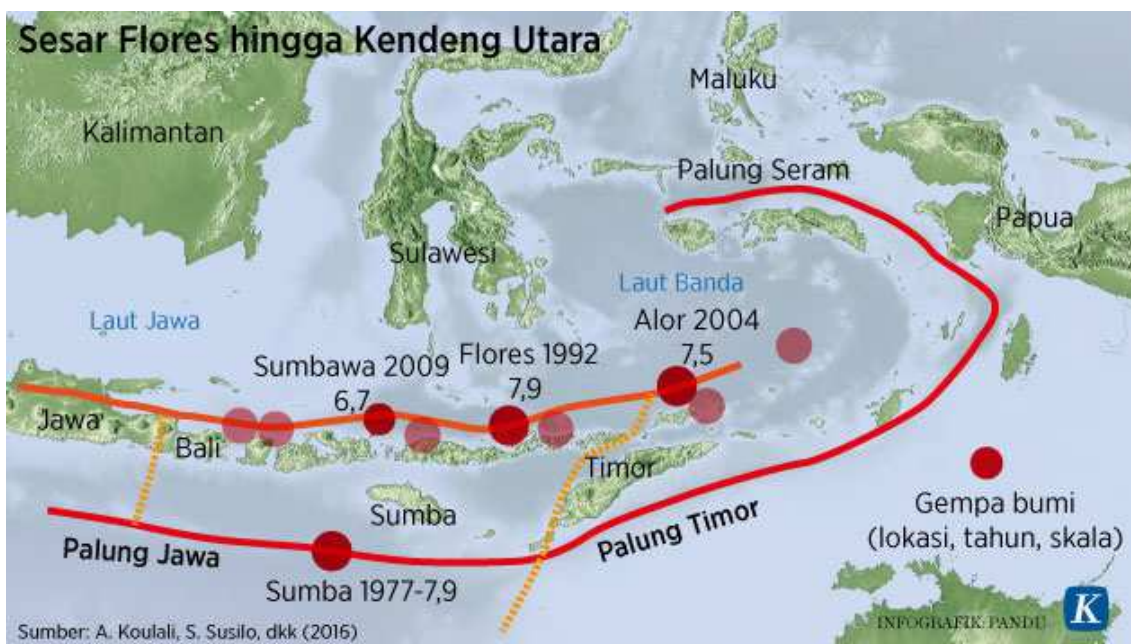 Sesar Flores hingga Kendeng Utara
Maluku
Kalimantan
Palung Seram
Papua
Sulawesi
Laut Banda
Laut Jawa
Alor 2004
7,5
Flores 1992
7,9
Sumbawa 2009
6,7
Jawa
Bali
Timor
Sumba
Gempa bumi
(lokasi, tahun, skala)
Palung Timor
Palung Jawa
Sumba 1977-7,9
Sumber: A. Koulali, S. Susilo, dkk (2016)
INFOGRAFIK: PANDU
K